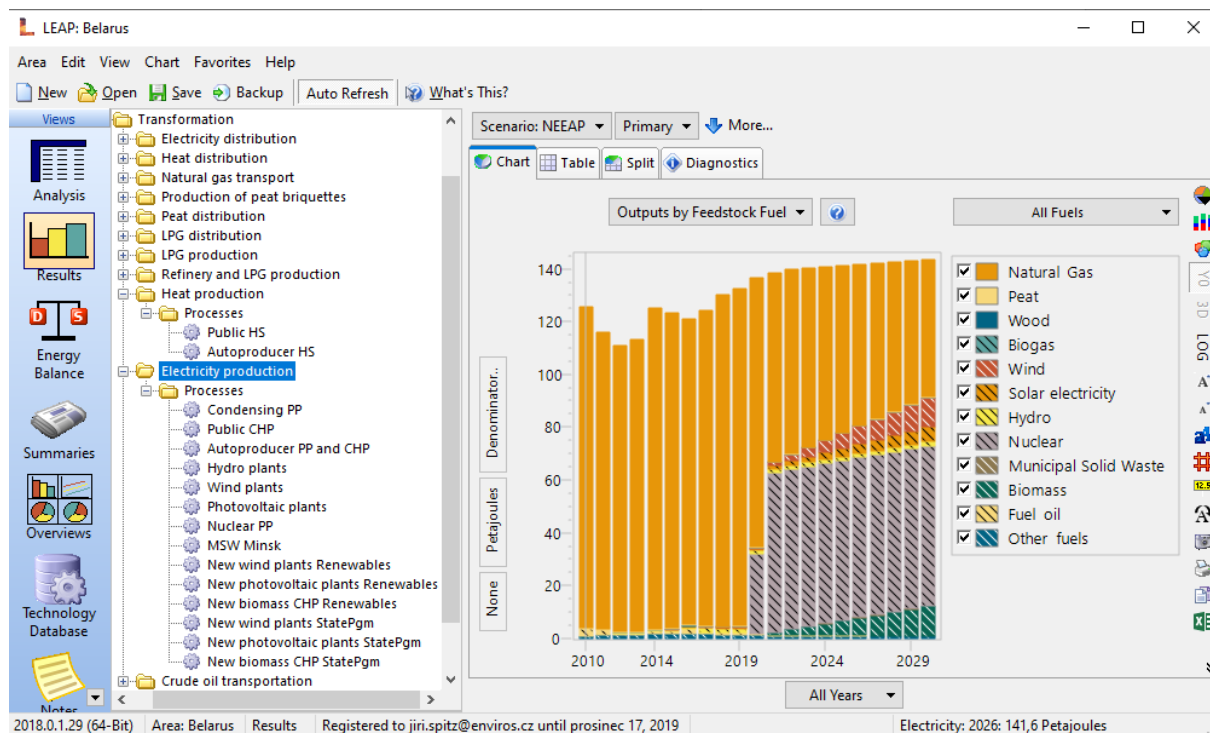 LEAP: Belarus
Area Edit View Chart Favorites Help
New Open Save Backup Auto Refresh What's This?
Views
Analysis
Results
Energy
Balance
Summaries
Overviews
Technology
Database
Notes
Transformation
Electricity distribution
Heat distribution
Natural gas transport
Production of peat briquettes
Peat distribution
LPG distribution
LPG production
Refinery and LPG production
Heat production
Processes
Public HS
Autoproducer HS
Electricity production
Processes
Condensing PP
Public CHP
Autoproducer PP and CHP
Hydro plants
Wind plants
Photovoltaic plants
Nuclear PP
MSW Minsk
New wind plants Renewables
New photovoltaic plants Renewables
New biomass CHP Renewables
New wind plants StatePgm
New photovoltaic plants StatePgm
New biomass CHP StatePgm
Crude oil transportation
Scenario: NEEAP Primary More...
Chart Table Split Diagnostics
Outputs by Feedstock Fuel All Fuels
Denominator..
Petajoules
None
140
120
100
80
60
40
20
0
2010 2014 2019 2024 2029
Natural Gas
Peat
Wood
Biogas
Wind
Solar electricity
Hydro
Nuclear
Municipal Solid Waste
Biomass
Fuel oil
Other fuels
3D
LOG
12.5
All Years
2018.0.1.29 (64-Bit) Area: Belarus Results Registered to jiri.spitz@enviros.cz until prosinec 17, 2019 Electricity: 2026: 141,6 Petajoules